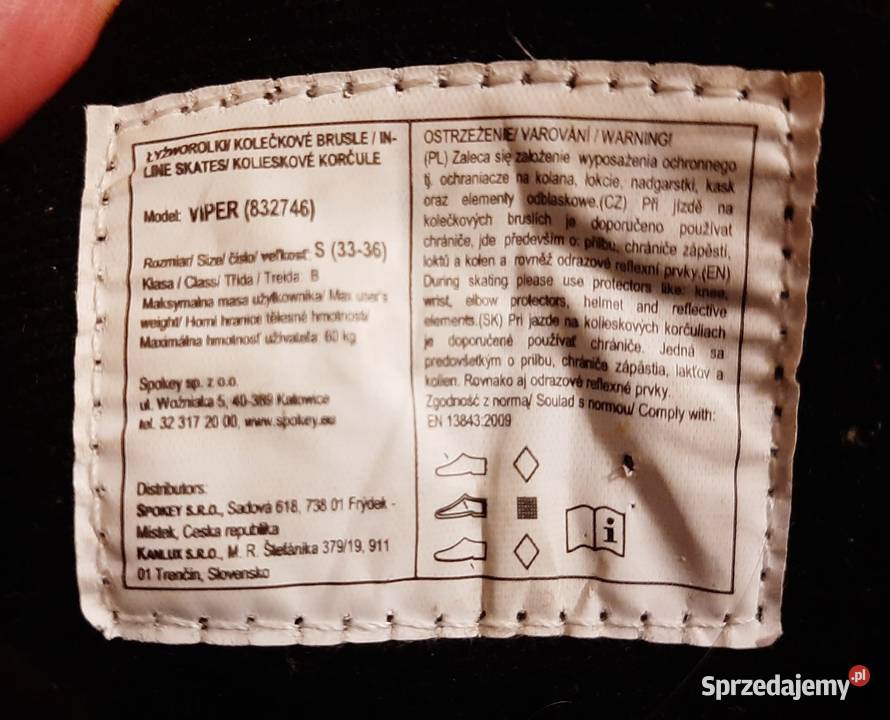 ŁYŻWOROLKI/ KOLEČKOVÉ BRUSLE / IN-
LINE SKATES/ KOLIESKOVÉ KORČULE
Model: VIPER (832746)
Rozmiar/ Size/ číslo/ veľkosť: S (33-36)
Klasa / Class/ Třída / Trieda: B
Maksymalna masa użytkownika/ Max user's
weight/ Horní hranice tělesné hmotnosti/
Maximálna hmotnosť užívateľa: 60 kg
Spokey sp. z o.o.
ul. Woźniaka 5, 40-389 Katowice
tel. 32 317 20 00, www.spokey.eu
Distributors:
SPOKEY S.R.O., Sadová 618, 738 01 Frýdek -
Místek, Ceska republika
KANLUX S.R.O., M. R. Štefánika 379/19, 911
01 Trenčín, Slovensko
OSTRZEŻENIE/ VAROVÁNÍ / WARNING!
(PL) Zaleca się założenie wyposażenia ochronnego
tj. ochraniacze na kolana, łokcie, nadgarstki, kask
oraz elementy odblaskowe.(CZ) Při jízdě na
kolečkových bruslích je doporučeno používat
chrániče, jde především o: přilbu, chrániče zápěstí,
loktů a kolen a rovněž odrazové reflexní prvky.(EN)
During skating please use protectors like: knee,
wrist, elbow protectors, helmet and reflective
elements.(SK) Pri jazde na kolieskových korčuliach
je doporučené používať chrániče. Jedná sa
predovšetkým o prilbu, chrániče zápästia, lakťov a
kolien. Rovnako aj odrazové reflexné prvky.
Zgodność z normą/ Soulad s normou/ Comply with:
EN 13843:2009
i
Sprzedajemy.pl